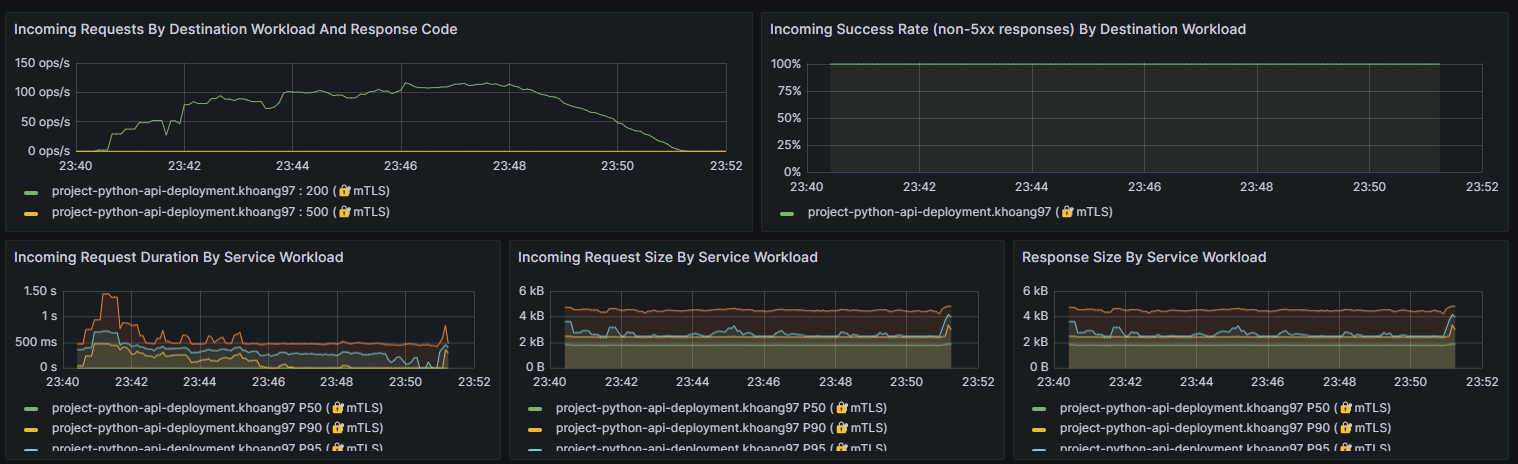 Incoming Requests By Destination Workload And Response Code
150 ops/s
100 ops/s
50 ops/s
0 ops/s
23:40 23:42 23:44 23:46 23:48 23:50 23:52
project-python-api-deployment.khoang97 : 200 (🔐mTLS)
project-python-api-deployment.khoang97 : 500 (🔐mTLS)
Incoming Success Rate (non-5xx responses) By Destination Workload
100%
75%
50%
25%
0%
23:40 23:42 23:44 23:46 23:48 23:50 23:52
project-python-api-deployment.khoang97 (🔐mTLS)
Incoming Request Duration By Service Workload
1.50 s
1 s
500 ms
0 s
23:40 23:42 23:44 23:46 23:48 23:50 23:52
project-python-api-deployment.khoang97 P50 (🔐mTLS)
project-python-api-deployment.khoang97 P90 (🔐mTLS)
project-python-api-deployment.khoang97 P95 (🔐mTLS)
Incoming Request Size By Service Workload
6 kB
4 kB
2 kB
0 B
23:40 23:42 23:44 23:46 23:48 23:50 23:52
project-python-api-deployment.khoang97 P50 (🔐mTLS)
project-python-api-deployment.khoang97 P90 (🔐mTLS)
project-python-api-deployment.khoang97 P95 (🔐mTLS)
Response Size By Service Workload
6 kB
4 kB
2 kB
0 B
23:40 23:42 23:44 23:46 23:48 23:50 23:52
project-python-api-deployment.khoang97 P50 (🔐mTLS)
project-python-api-deployment.khoang97 P90 (🔐mTLS)
project-python-api-deployment.khoang97 P95 (🔐mTLS)